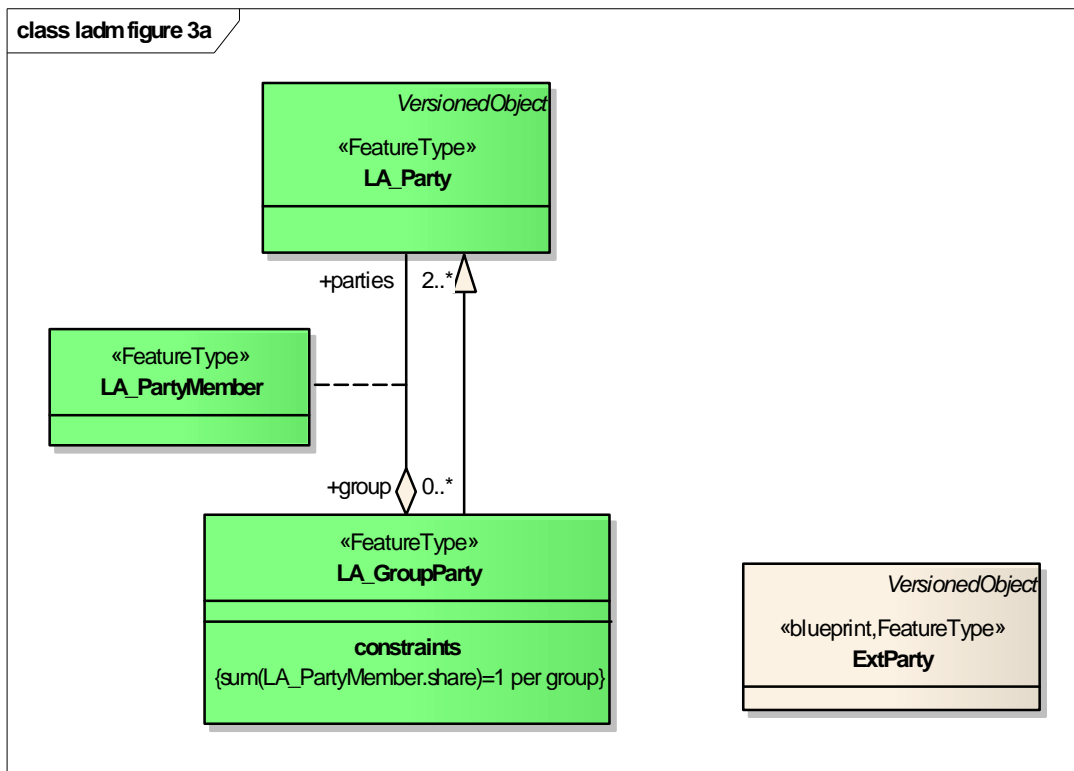 class ladm figure 3a
VersionedObject
«FeatureType»
LA_Party
+parties 2..*
«FeatureType»
LA_PartyMember
+group 0..*
«FeatureType»
LA_GroupParty
constraints
{sum(LA_PartyMember.share)=1 per group}
VersionedObject
«blueprint,FeatureType»
ExtParty